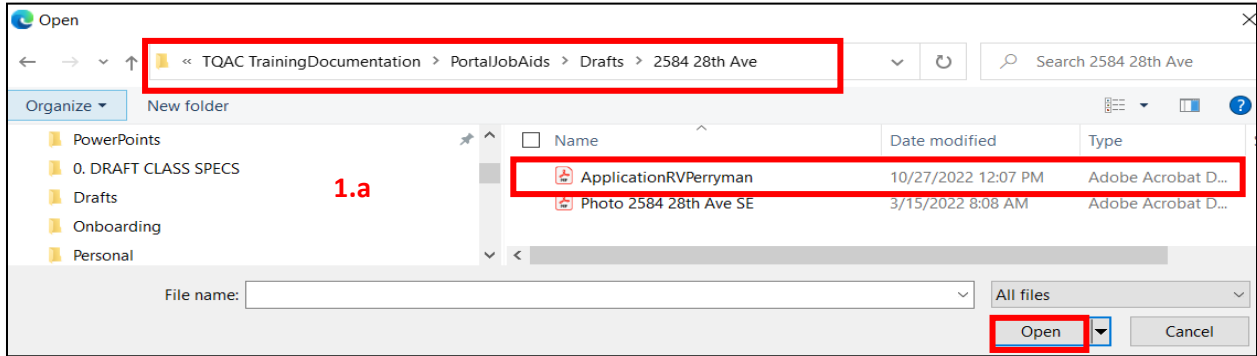 Open
« TQAC TrainingDocumentation > PortalJobAids > Drafts > 2584 28th Ave
Search 2584 28th Ave
Organize
New folder
?
PowerPoints
0. DRAFT CLASS SPECS
Drafts
Onboarding
Personal
1.a
Name
Date modified
Type
ApplicationRVPerryman
10/27/2022 12:07 PM
Adobe Acrobat D...
Photo 2584 28th Ave SE
3/15/2022 8:08 AM
Adobe Acrobat D...
File name:
All files
Open
Cancel